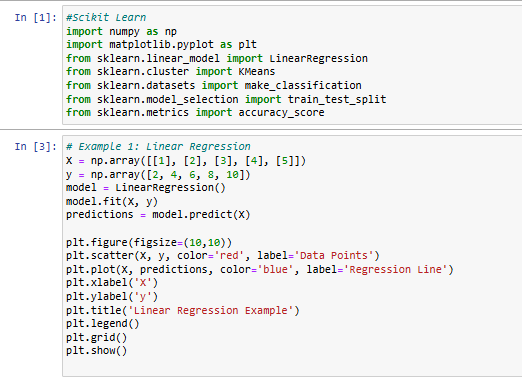 In [1]: #Scikit Learn
import numpy as np
import matplotlib.pyplot as plt
from sklearn.linear_model import LinearRegression
from sklearn.cluster import KMeans
from sklearn.datasets import make_classification
from sklearn.model_selection import train_test_split
from sklearn.metrics import accuracy_score
In [3]: # Example 1: Linear Regression
X = np.array([[1], [2], [3], [4], [5]])
y = np.array([2, 4, 6, 8, 10])
model = LinearRegression()
model.fit(X, y)
predictions = model.predict(X)
plt.figure(figsize=(10,10))
plt.scatter(X, y, color='red', label='Data Points')
plt.plot(X, predictions, color='blue', label='Regression Line')
plt.xlabel('X')
plt.ylabel('y')
plt.title('Linear Regression Example')
plt.legend()
plt.grid()
plt.show()